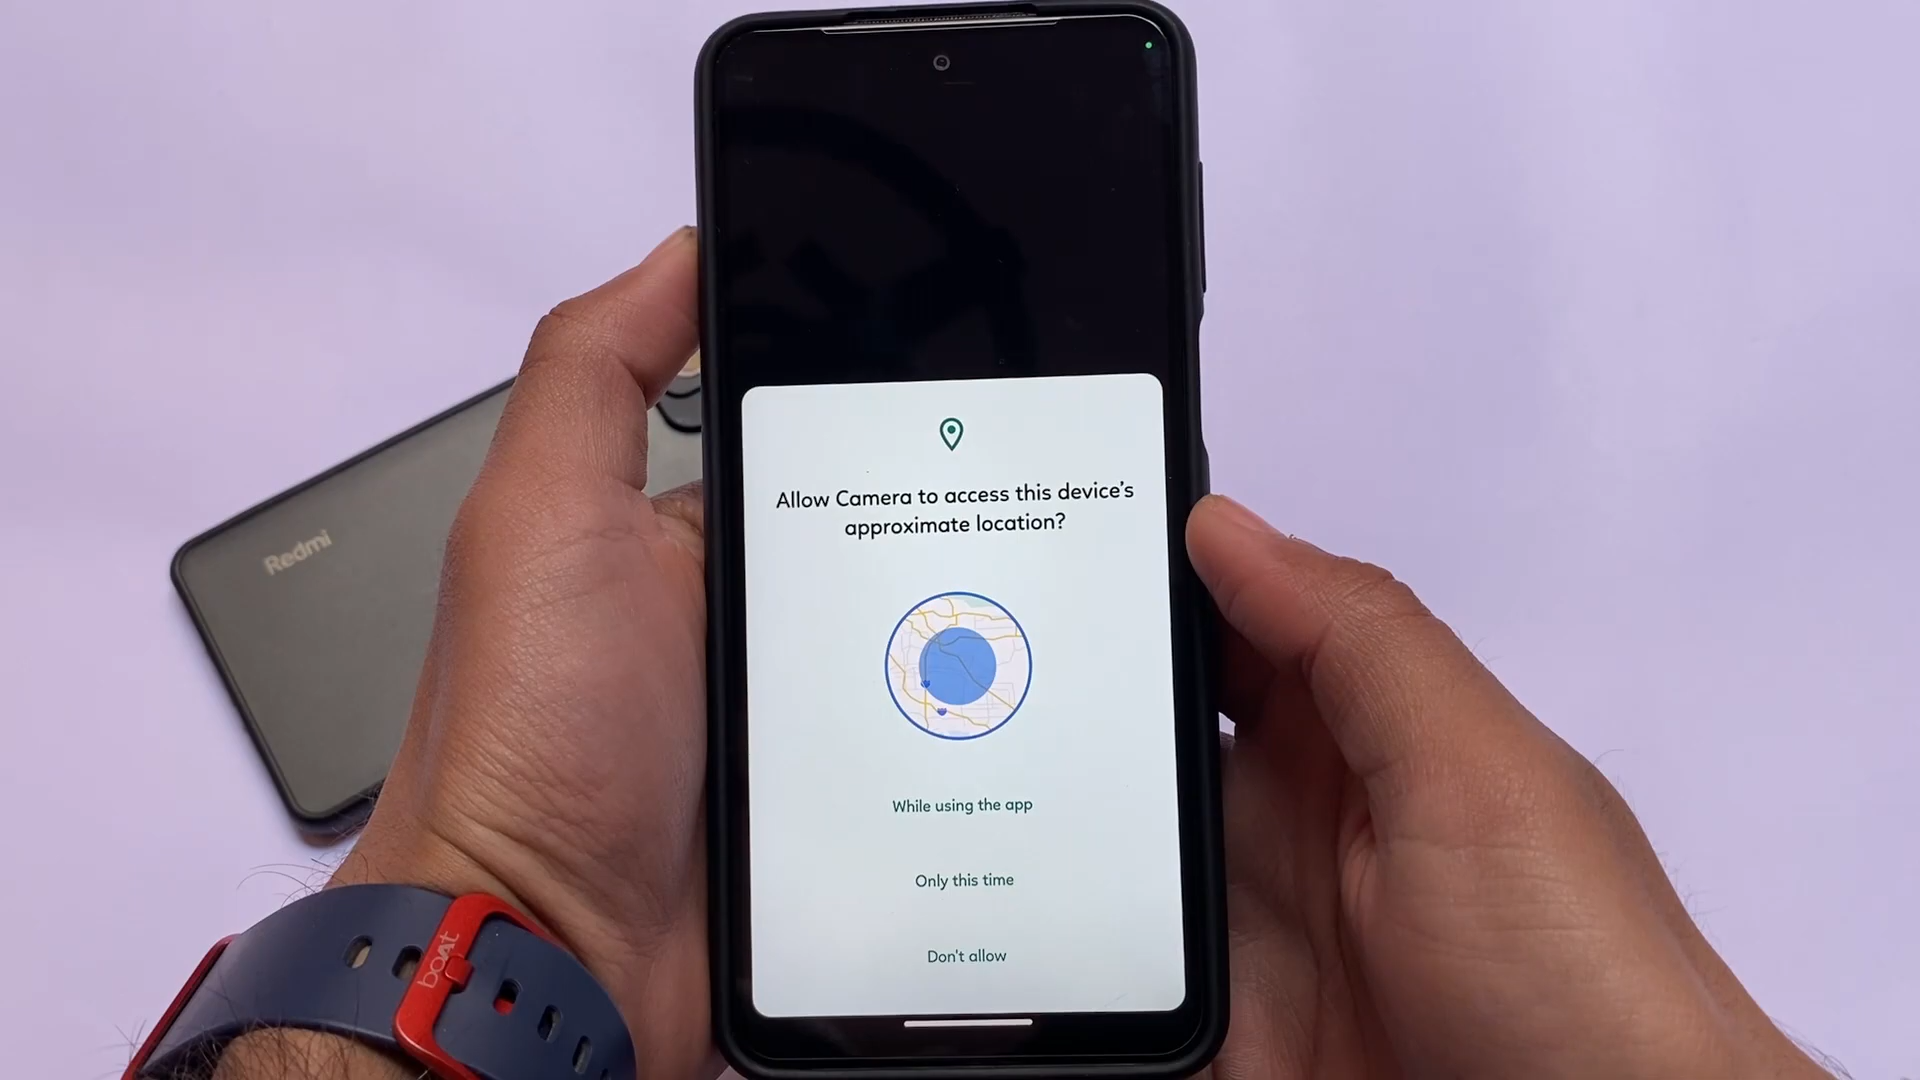 Allow Camera to access this device's
approximate location?
While using the app
Only this time
Don't allow
Redmi
boAt